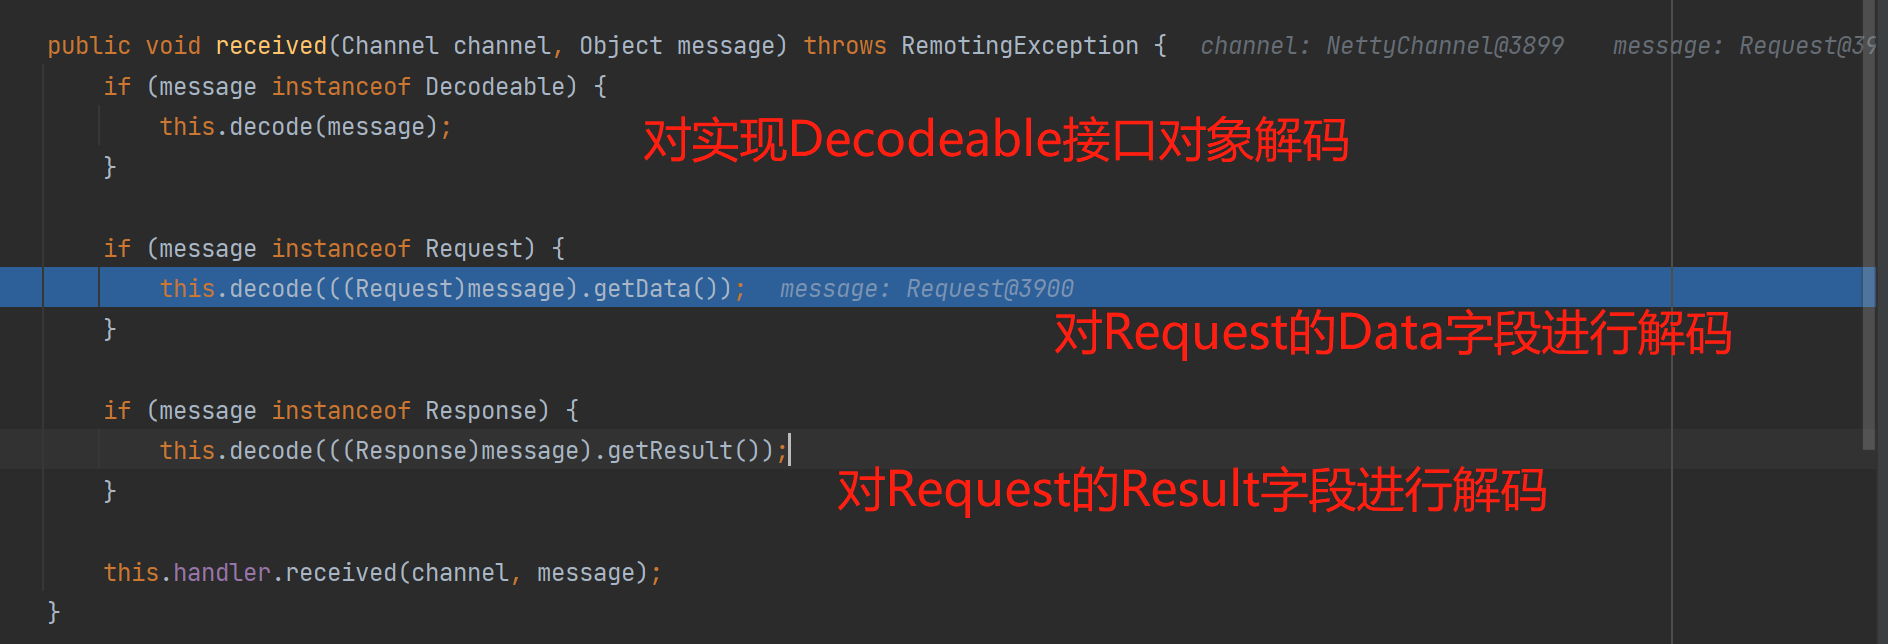 public void received(Channel channel, Object message) throws RemotingException {  channel: NettyChannel@3899  message: Request@39
if (message instanceof Decodeable) {
this.decode(message);
对实现Decodeable接口对象解码
}
if (message instanceof Request) {
this.decode(((Request)message).getData());  message: Request@3900
}
对Request的Data字段进行解码
if (message instanceof Response) {
this.decode(((Response)message).getResult());
}
对Request的Result字段进行解码
this.handler.received(channel, message);
}